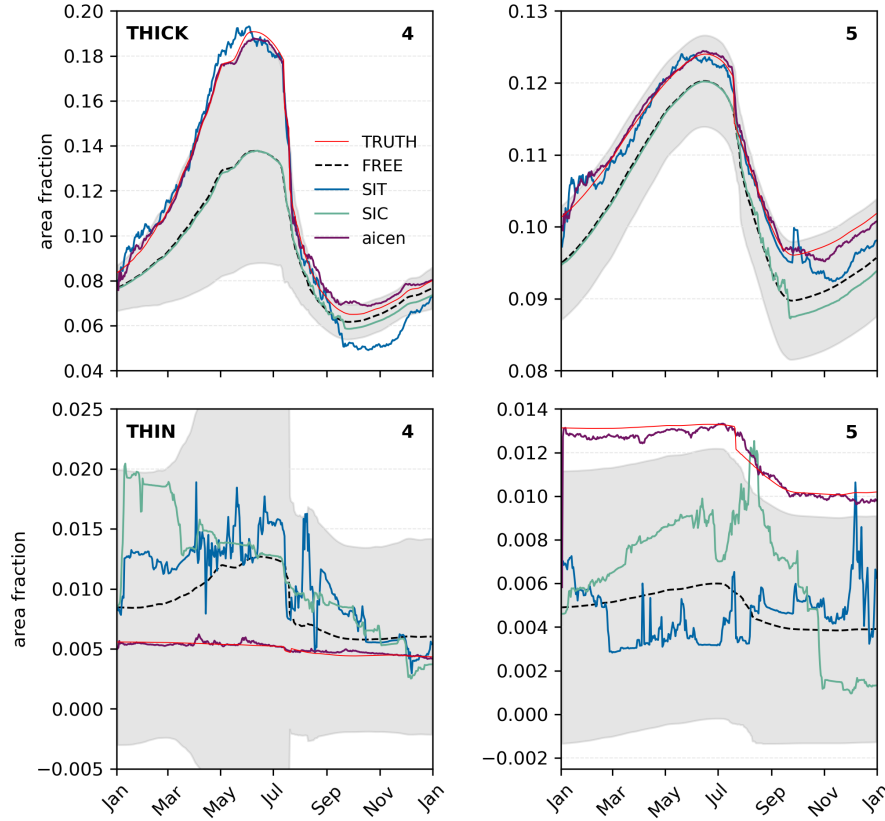 THICK 4
area fraction
0.20
0.18
0.16
0.14
0.12
0.10
0.08
0.06
0.04
TRUTH
FREE
SIT
SIC
aicen
Jan
5
0.13
0.12
0.11
0.10
0.09
0.08
THIN 4
area fraction
0.025
0.020
0.015
0.010
0.005
0.000
−0.005
Jan Mar May Jul Sep Nov Jan
5
0.014
0.012
0.010
0.008
0.006
0.004
0.002
0.000
−0.002
Jan Mar May Jul Sep Nov Jan